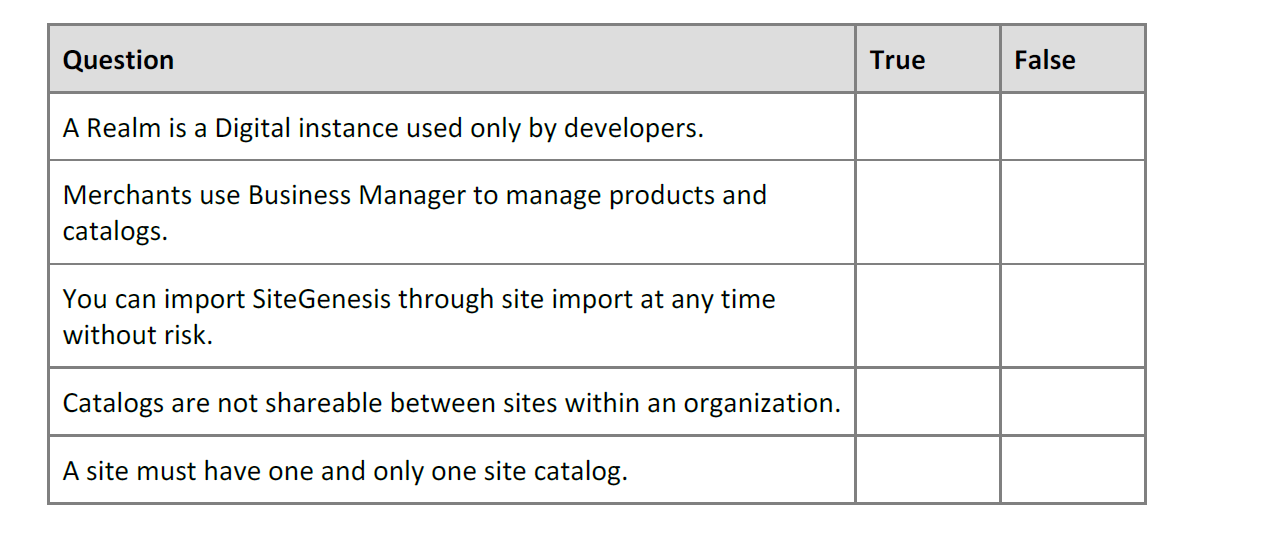 Question True False
A Realm is a Digital instance used only by developers.
Merchants use Business Manager to manage products and
catalogs.
You can import SiteGenesis through site import at any time
without risk.
Catalogs are not shareable between sites within an organization.
A site must have one and only one site catalog.